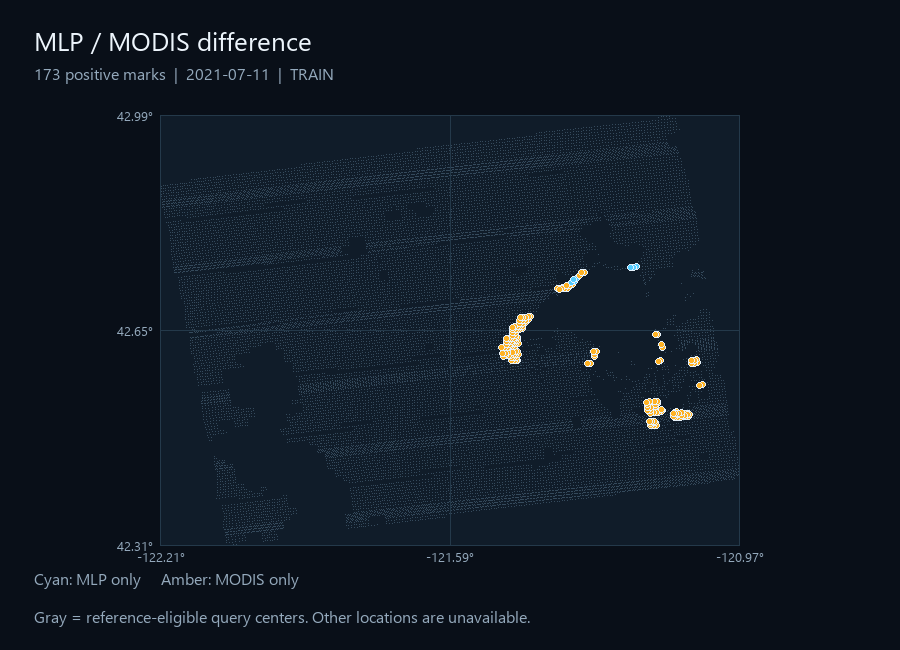 MLP / MODIS difference
173 positive marks | 2021-07-11 | TRAIN
42.99°
42.65°
42.31°
-122.21° -121.59° -120.97°
Cyan: MLP only Amber: MODIS only
Gray = reference-eligible query centers. Other locations are unavailable.